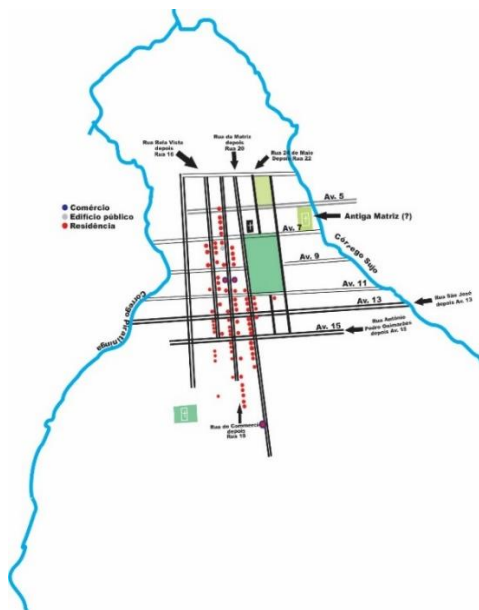 Rua da Matriz
depois
Rua 20
Rua Bela Vista
depois
Rua 16
Rua 24 de Maio
Depois Rua 22
Comércio
Edifício público
Residência
Av. 5
Antiga Matriz (?)
Av. 7
Córrego Sujo
Av. 9
Av. 11
Rua São José
depois Av. 13
Av. 13
Córrego Piratininga
Av. 15
Rua Antônio
Pedro Guimarães
depois Av. 15
Rua do Commercio
depois
Rua 18